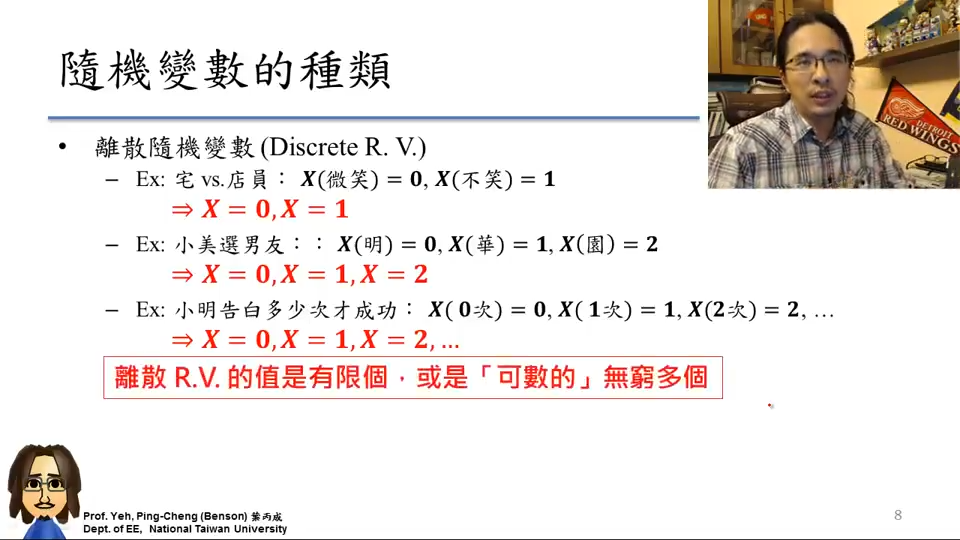 隨機變數的種類
DETROIT
RED WINGS
• 離散隨機變數 (Discrete R. V.)
– Ex: 宅 vs.店員： X(微笑) = 0, X(不笑) = 1
⇒ X = 0, X = 1
– Ex: 小美選男友：： X(明) = 0, X(華) = 1, X(園) = 2
⇒ X = 0, X = 1, X = 2
– Ex: 小明告白多少次才成功： X( 0次) = 0, X( 1次) = 1, X(2次) = 2, …
⇒ X = 0, X = 1, X = 2, …
離散 R.V. 的值是有限個，或是「可數的」無窮多個
Prof. Yeh, Ping-Cheng (Benson) 葉丙成
Dept. of EE, National Taiwan University
8